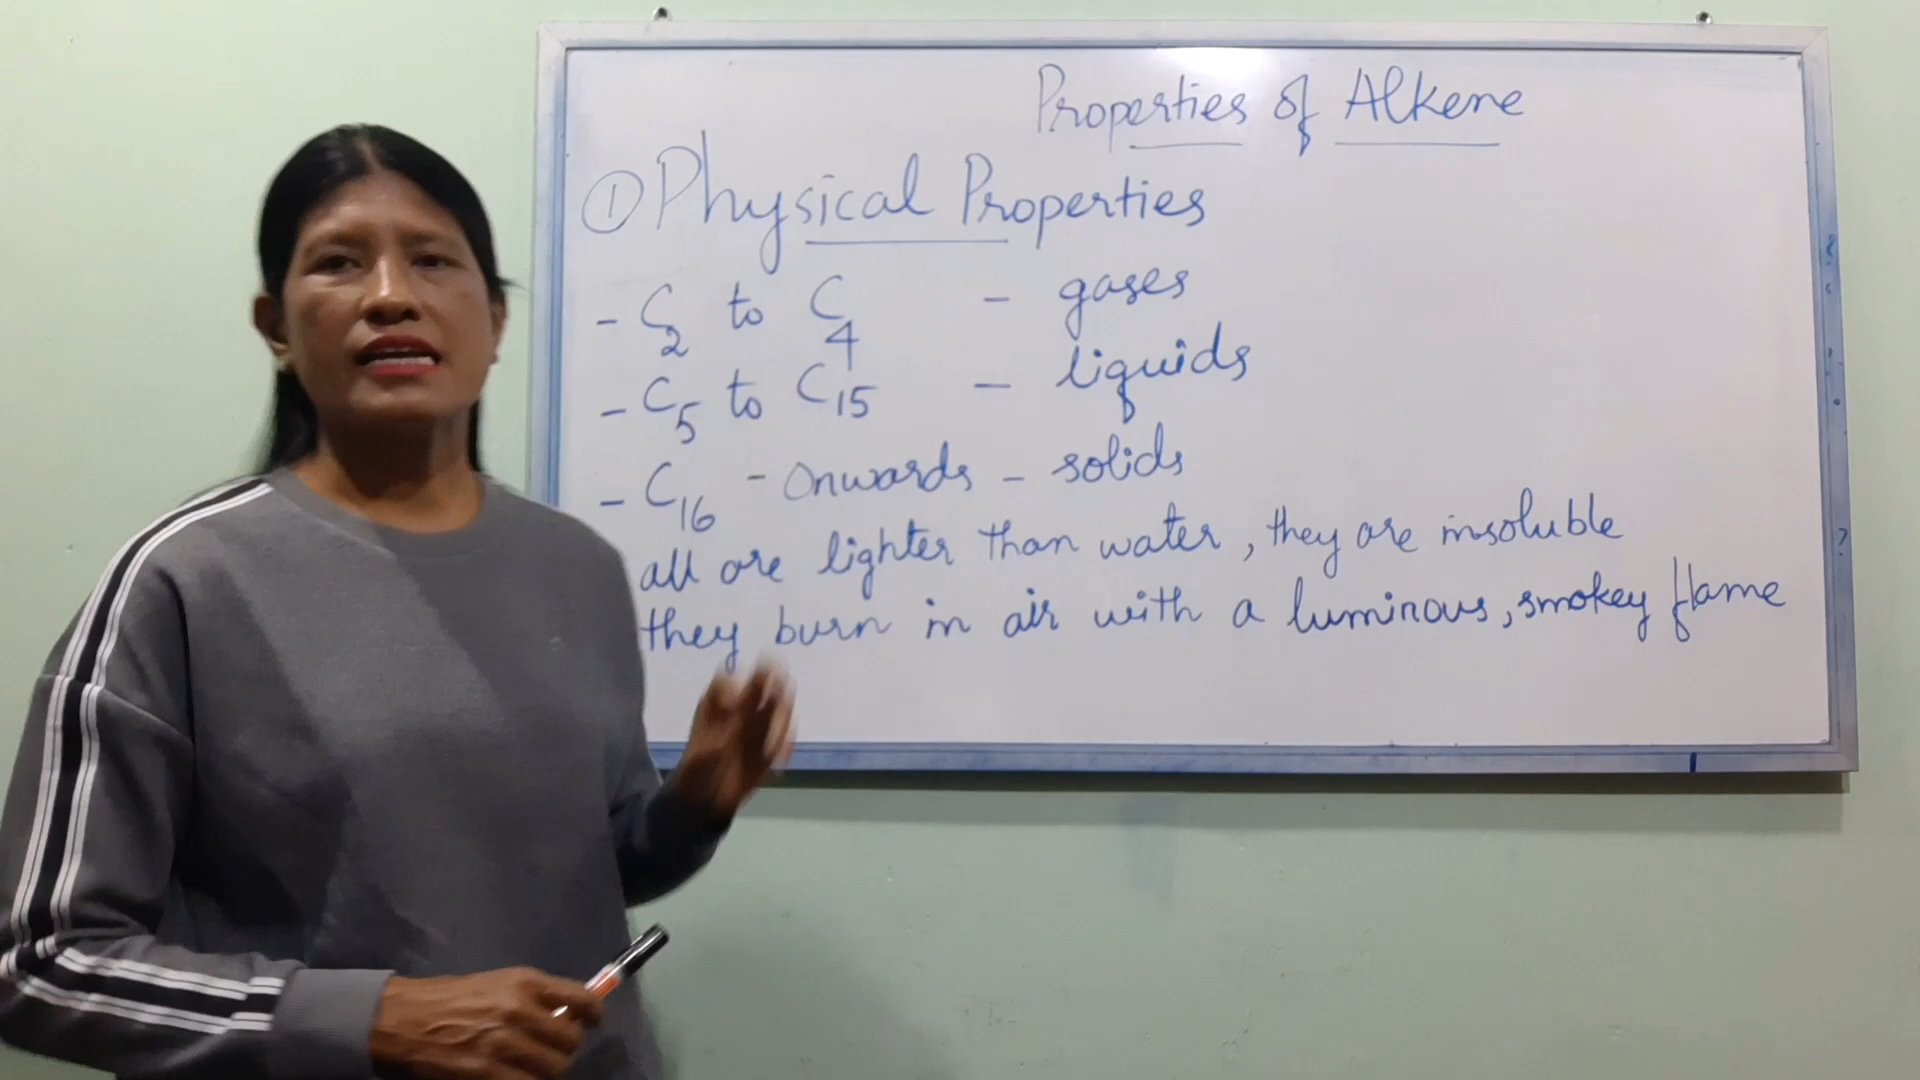 Properties of Alkene
① Physical Properties
- C₂ to C₄ - gases
- C₅ to C₁₅ - liquids
- C₁₆ - onwards - solids
all are lighter than water, they are insoluble
they burn in air with a luminous, smokey flame